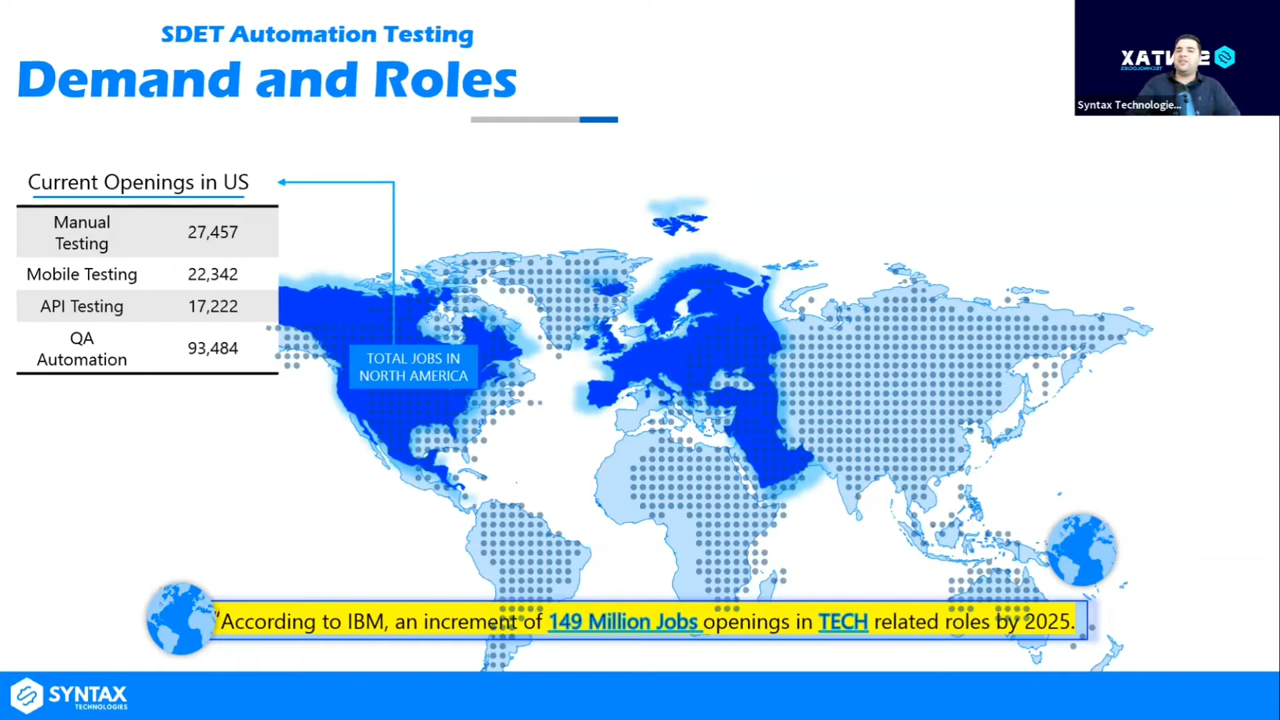 SDET Automation Testing
Demand and Roles
SYNTAX
TECHNOLOGIES
Syntax Technologie...
Current Openings in US
Manual
Testing
27,457
Mobile Testing 22,342
API Testing 17,222
QA
Automation
93,484
TOTAL JOBS IN
NORTH AMERICA
“According to IBM, an increment of 149 Million Jobs openings in TECH related roles by 2025.
SYNTAX
TECHNOLOGIES